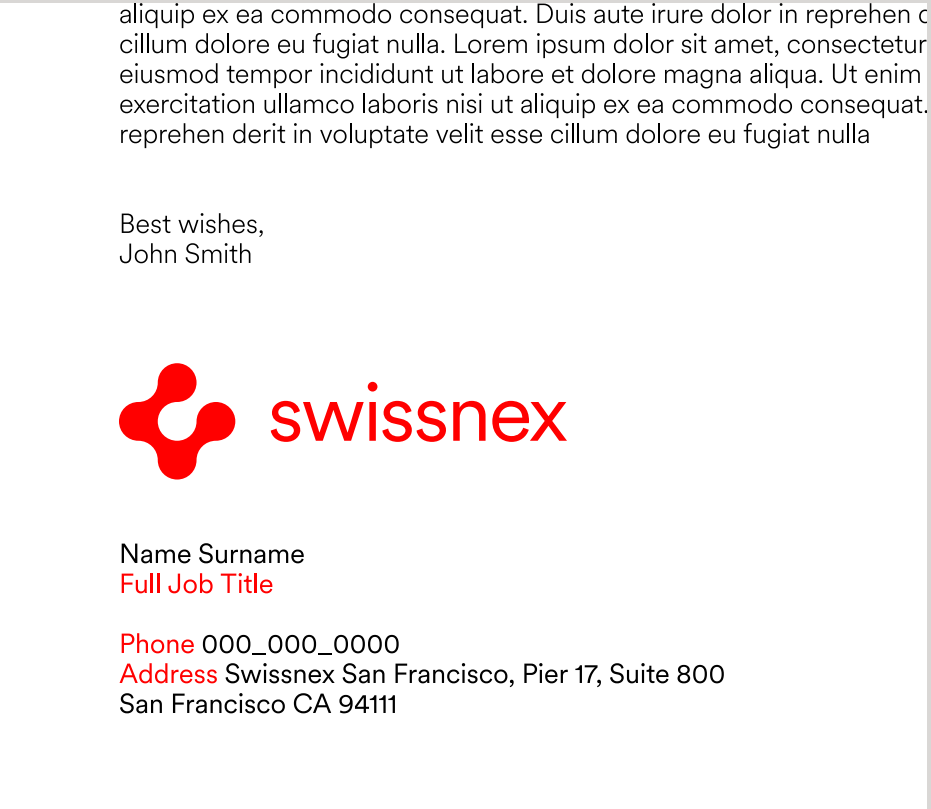 aliquip ex ea commodo consequat. Duis aute irure dolor in reprehen
cillum dolore eu fugiat nulla. Lorem ipsum dolor sit amet, consectetur
eiusmod tempor incididunt ut labore et dolore magna aliqua. Ut enim
exercitation ullamco laboris nisi ut aliquip ex ea commodo consequat.
reprehen derit in voluptate velit esse cillum dolore eu fugiat nulla
Best wishes,
John Smith
swissnex
Name Surname
Full Job Title
Phone 000_000_0000
Address Swissnex San Francisco, Pier 17, Suite 800
San Francisco CA 94111